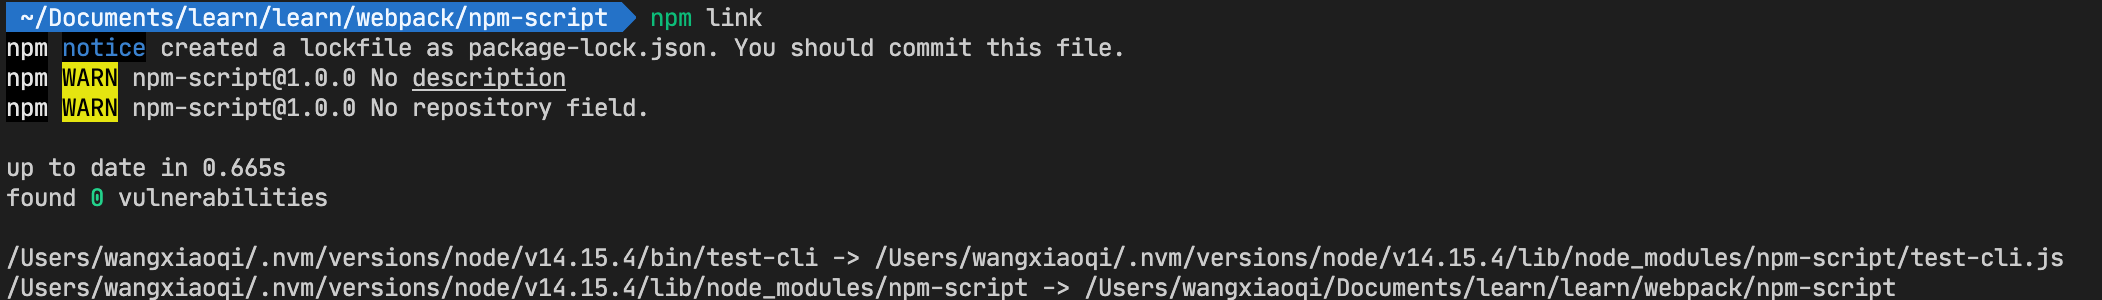 ~/Documents/learn/learn/webpack/npm-script npm link
npm notice created a lockfile as package-lock.json. You should commit this file.
npm WARN npm-script@1.0.0 No description
npm WARN npm-script@1.0.0 No repository field.
up to date in 0.665s
found 0 vulnerabilities
/Users/wangxiaoqi/.nvm/versions/node/v14.15.4/bin/test-cli -> /Users/wangxiaoqi/.nvm/versions/node/v14.15.4/lib/node_modules/npm-script/test-cli.js
/Users/wangxiaoqi/.nvm/versions/node/v14.15.4/lib/node_modules/npm-script -> /Users/wangxiaoqi/Documents/learn/learn/webpack/npm-script